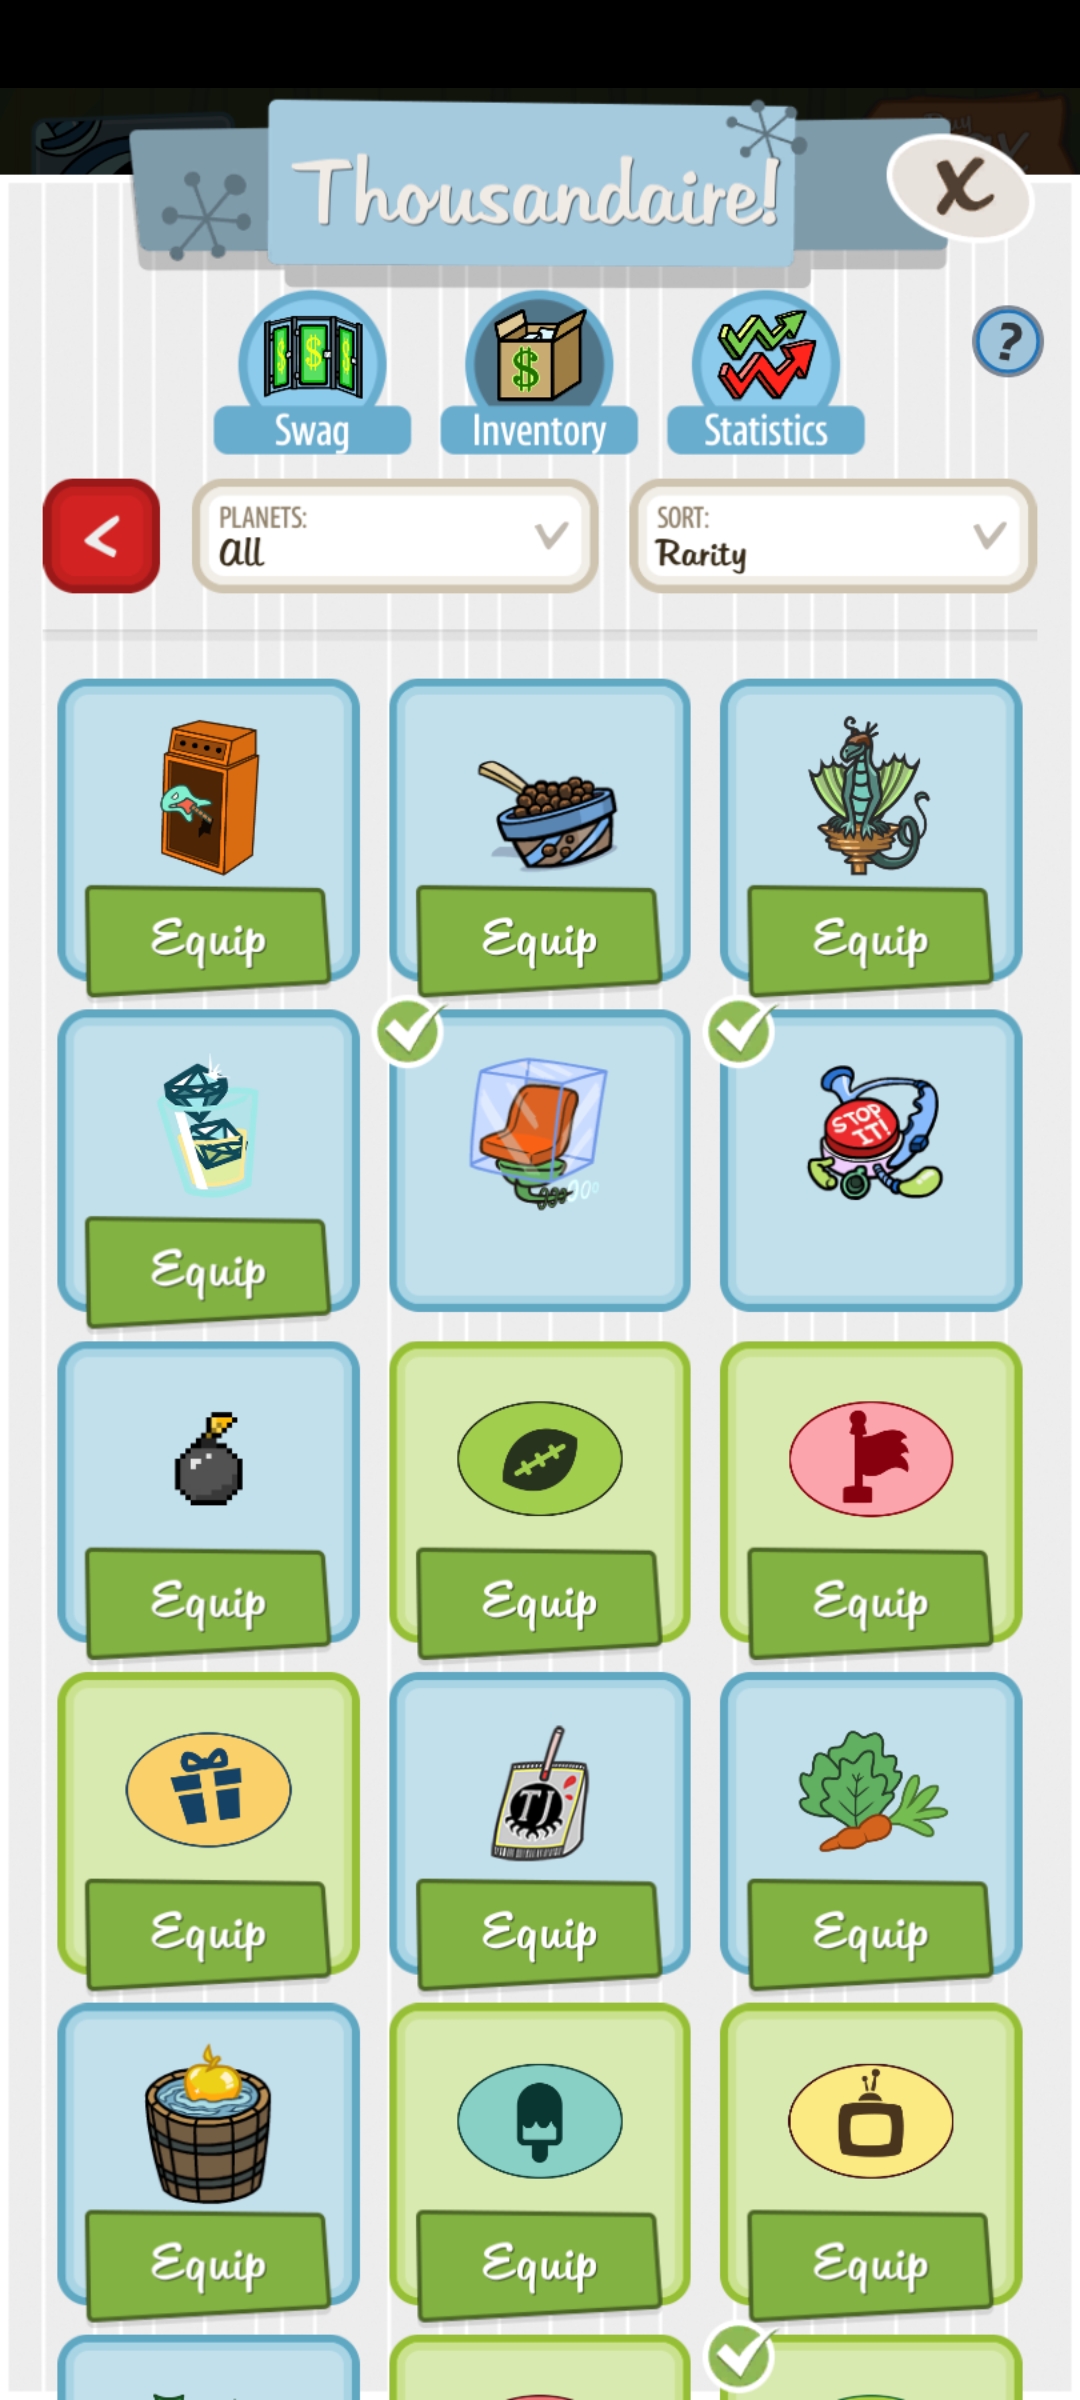 Thousandaire!
X
?
$ $ $
$
Swag
Inventory
Statistics
<
PLANETS:
All
SORT:
Rarity
Equip
Equip
Equip
STOP
IT!
Equip
Equip
Equip
Equip
TJ
Equip
Equip
Equip
Equip
Equip
Equip